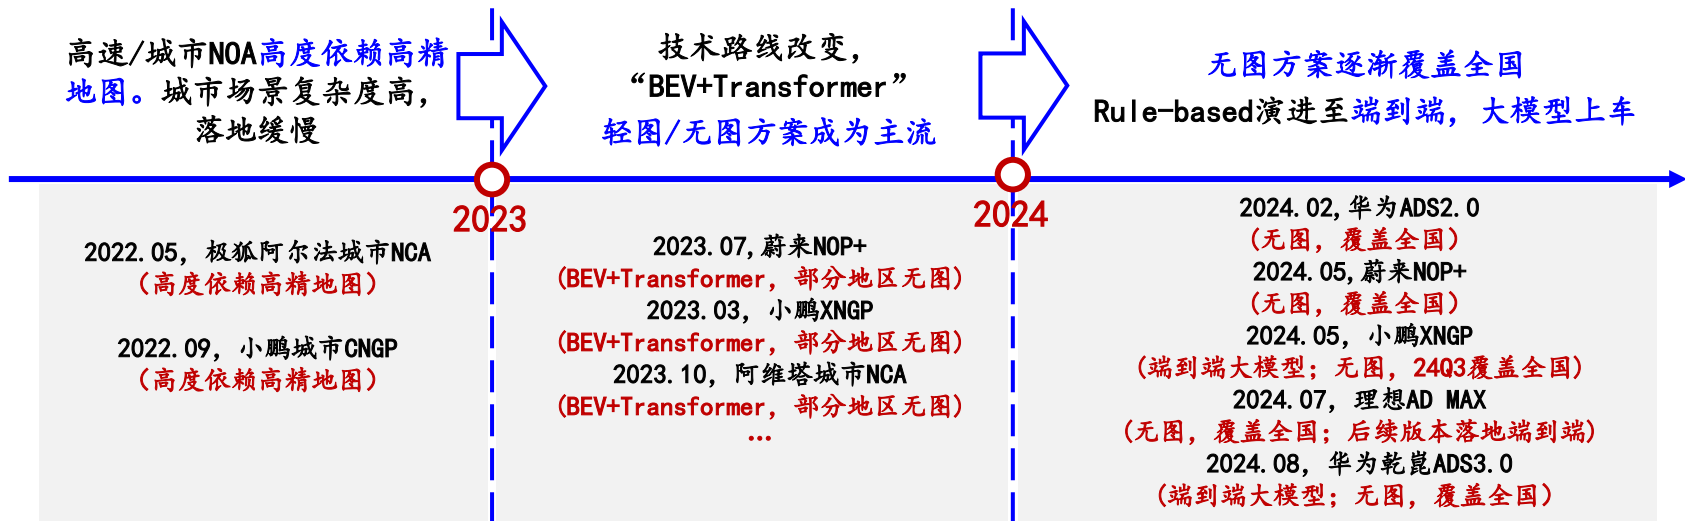 高速/城市NOA高度依赖高精
地图。城市场景复杂度高，
落地缓慢
技术路线改变，
“BEV+Transformer”
轻图/无图方案成为主流
无图方案逐渐覆盖全国
Rule-based演进至端到端，大模型上车
2023
2024
2022.05，极狐阿尔法城市NCA
（高度依赖高精地图）
2022.09，小鹏城市CNGP
（高度依赖高精地图）
2023.07,蔚来NOP+
(BEV+Transformer，部分地区无图)
2023.03，小鹏XNGP
(BEV+Transformer，部分地区无图)
2023.10，阿维塔城市NCA
(BEV+Transformer，部分地区无图)
…
2024.02,华为ADS2.0
(无图，覆盖全国)
2024.05,蔚来NOP+
(无图，覆盖全国)
2024.05，小鹏XNGP
(端到端大模型；无图，24Q3覆盖全国)
2024.07，理想AD MAX
(无图，覆盖全国；后续版本落地端到端)
2024.08，华为乾崑ADS3.0
(端到端大模型；无图，覆盖全国)